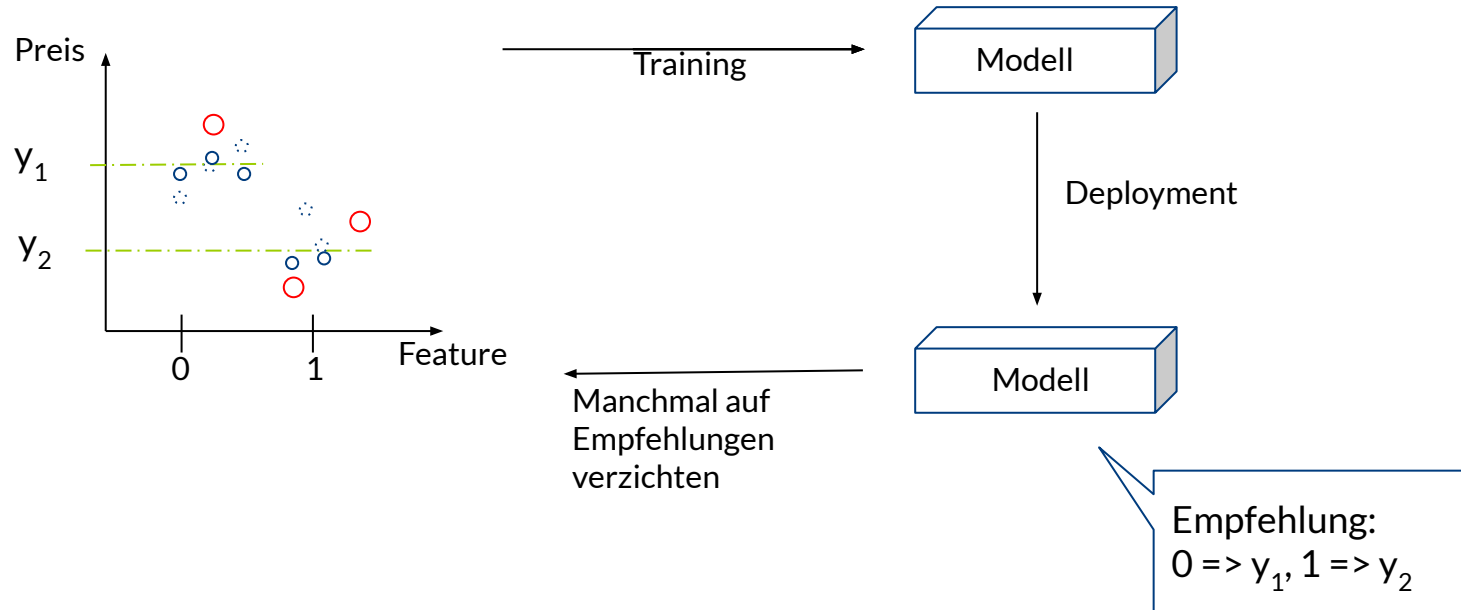 Preis
y1
y2
0
1
Feature
Training
Modell
Deployment
Modell
Manchmal auf
Empfehlungen
verzichten
Empfehlung:
0 => y1, 1 => y2